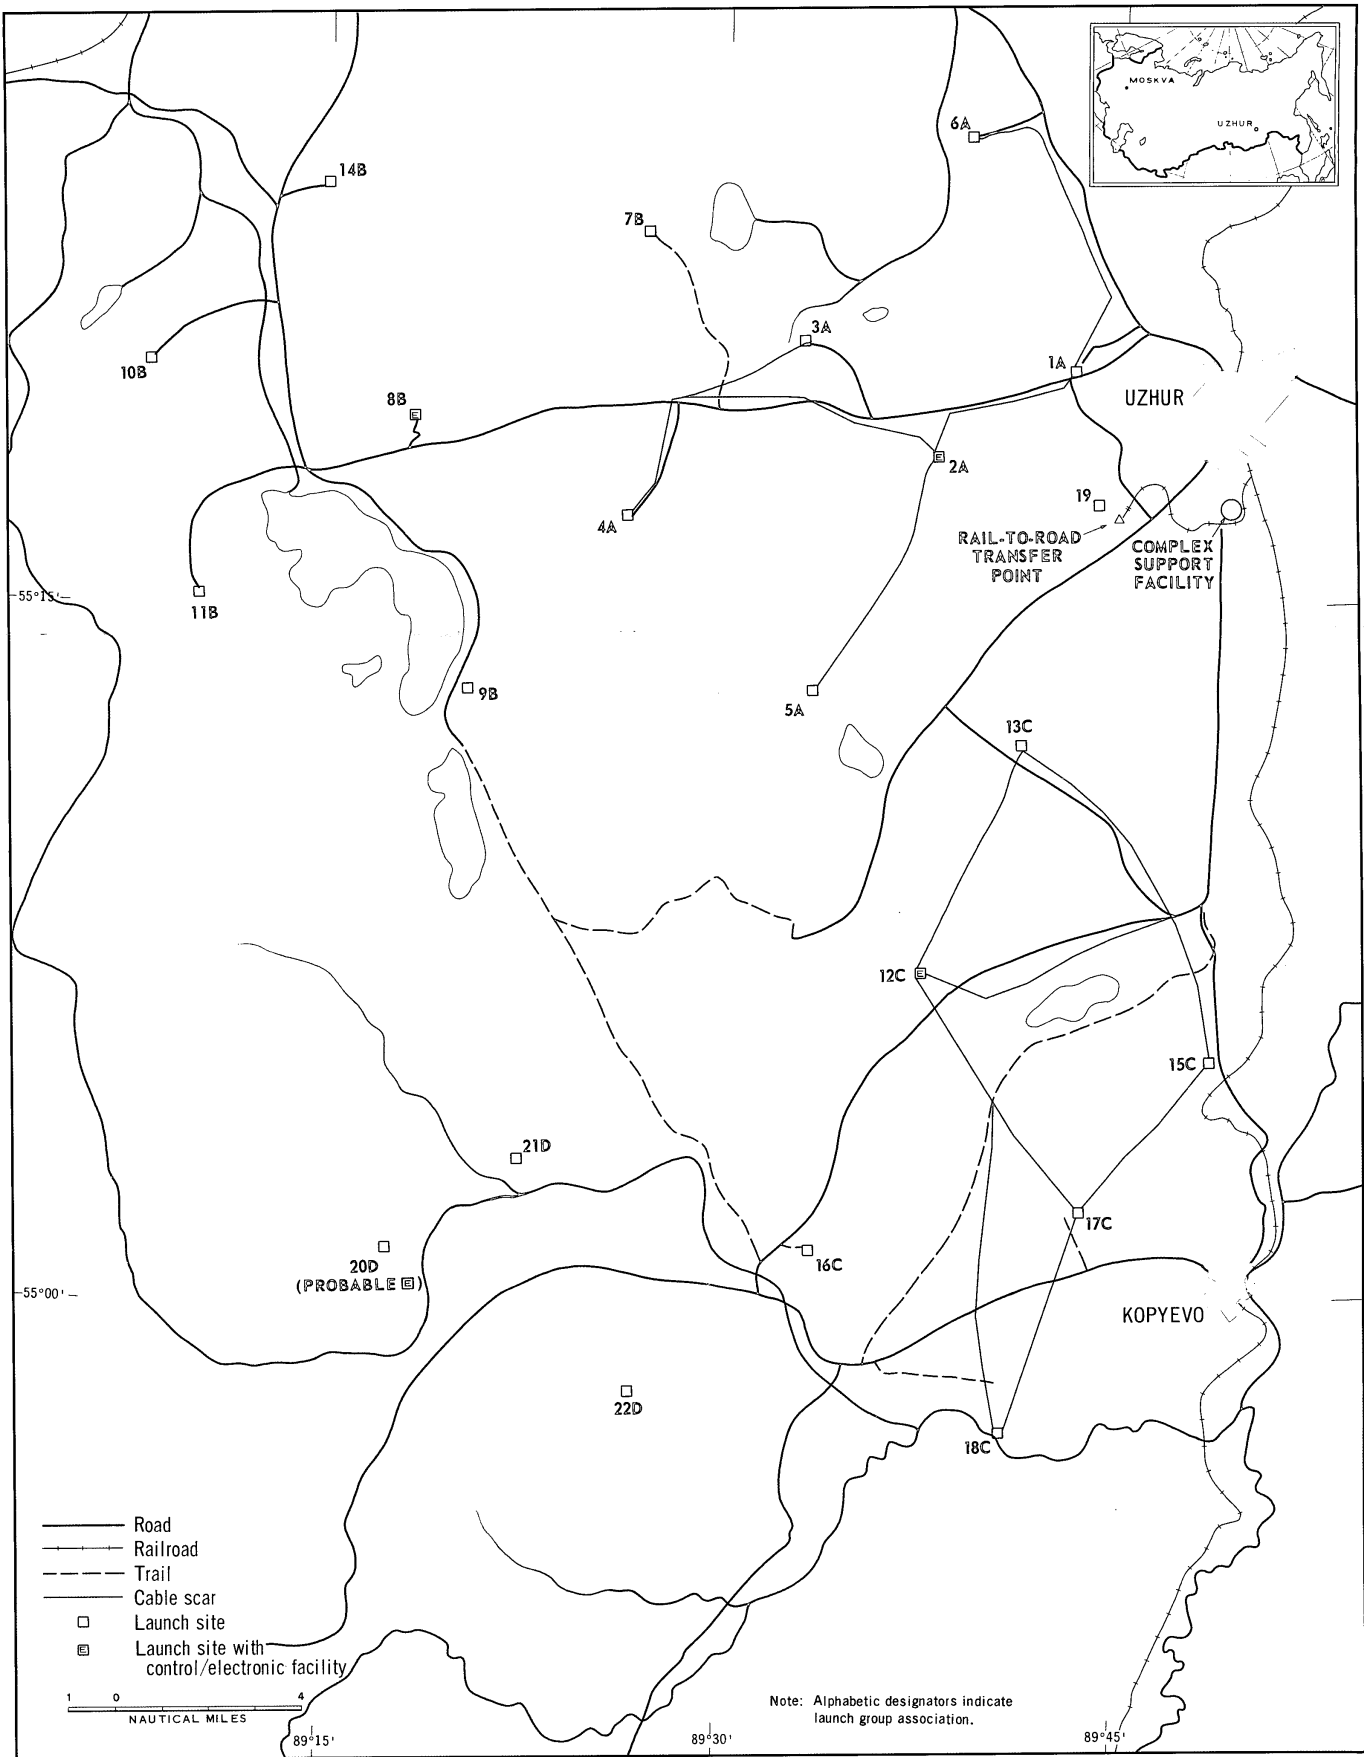 MOSKVA
UZHUR
6A
14B
7B
3A
10B
1A
8B
UZHUR
2A
19
4A
RAIL-TO-ROAD
TRANSFER
POINT
COMPLEX
SUPPORT
FACILITY
55°15'
11B
9B
5A
13C
12C
15C
21D
17C
20D
(PROBABLE E)
16C
55°00'
KOPYEVO
22D
18C
Road
Railroad
Trail
Cable scar
Launch site
E Launch site with
control/electronic facility
1 0 4
NAUTICAL MILES
Note: Alphabetic designators indicate
launch group association.
89°15' 89°30' 89°45'
E
E
E